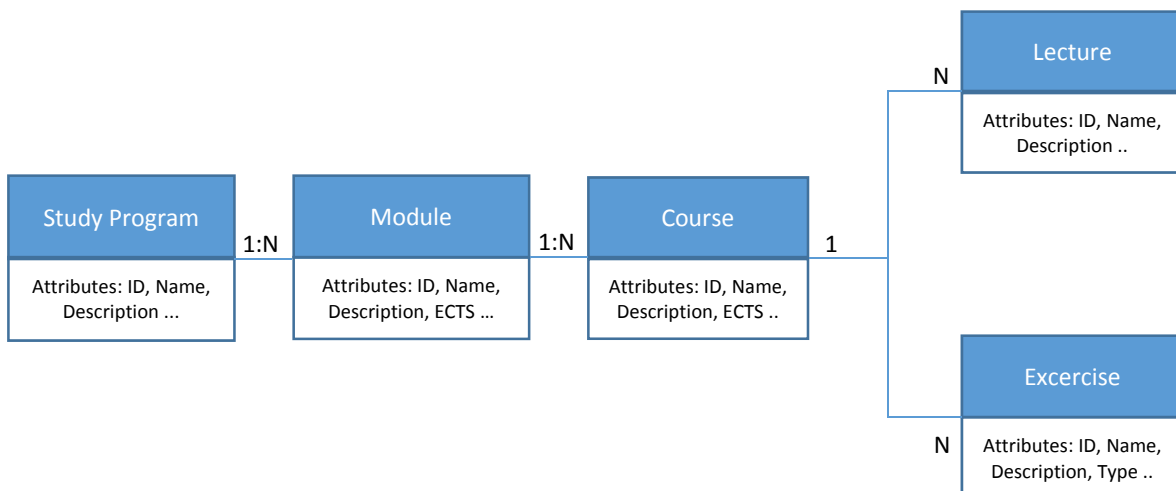 Study Program
Attributes: ID, Name,
Description ...
1:N
Module
Attributes: ID, Name,
Description, ECTS ...
1:N
Course
Attributes: ID, Name,
Description, ECTS ..
1
N
Lecture
Attributes: ID, Name,
Description ..
N
Excercise
Attributes: ID, Name,
Description, Type ..